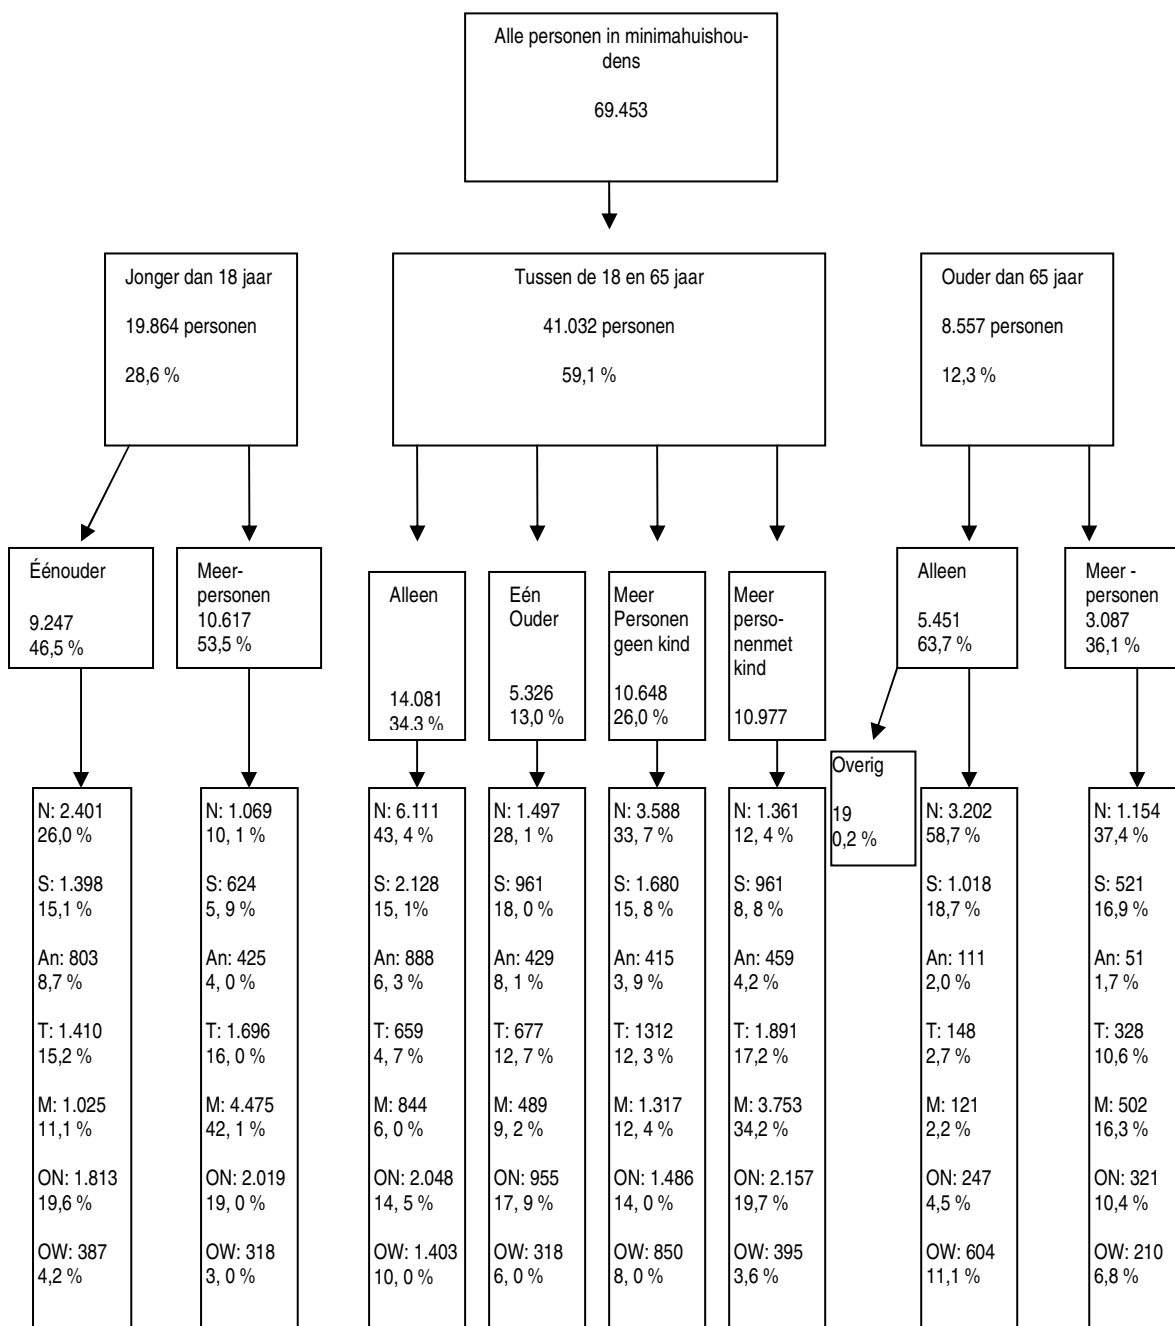 Alle personen in minimahuishou-
dens
69.453
Jonger dan 18 jaar
19.864 personen
28,6 %
Tussen de 18 en 65 jaar
41.032 personen
59,1 %
Ouder dan 65 jaar
8.557 personen
12,3 %
Éénouder
9.247
46,5 %
Meer-
personen
10.617
53,5 %
Alleen
14.081
34,3 %
Eén
Ouder
5.326
13,0 %
Meer
Personen
geen kind
10.648
26,0 %
Meer
perso-
nenmet
kind
10.977
Alleen
5.451
63,7 %
Meer -
personen
3.087
36,1 %
Overig
19
0,2 %
N: 2.401
26,0 %
S: 1.398
15,1 %
An: 803
8,7 %
T: 1.410
15,2 %
M: 1.025
11,1 %
ON: 1.813
19,6 %
OW: 387
4,2 %
N: 1.069
10, 1 %
S: 624
5, 9 %
An: 425
4, 0 %
T: 1.696
16, 0 %
M: 4.475
42, 1 %
ON: 2.019
19, 0 %
OW: 318
3, 0 %
N: 6.111
43, 4 %
S: 2.128
15, 1%
An: 888
6, 3 %
T: 659
4, 7 %
M: 844
6, 0 %
ON: 2.048
14, 5 %
OW: 1.403
10, 0 %
N: 1.497
28, 1 %
S: 961
18, 0 %
An: 429
8, 1 %
T: 677
12, 7 %
M: 489
9, 2 %
ON: 955
17, 9 %
OW: 318
6, 0 %
N: 3.588
33, 7 %
S: 1.680
15, 8 %
An: 415
3, 9 %
T: 1312
12, 3 %
M: 1.317
12, 4 %
ON: 1.486
14, 0 %
OW: 850
8, 0 %
N: 1.361
12, 4 %
S: 961
8, 8 %
An: 459
4,2 %
T: 1.891
17,2 %
M: 3.753
34,2 %
ON: 2.157
19,7 %
OW: 395
3,6 %
N: 3.202
58,7 %
S: 1.018
18,7 %
An: 111
2,0 %
T: 148
2,7 %
M: 121
2,2 %
ON: 247
4,5 %
OW: 604
11,1 %
N: 1.154
37,4 %
S: 521
16,9 %
An: 51
1,7 %
T: 328
10,6 %
M: 502
16,3 %
ON: 321
10,4 %
OW: 210
6,8 %